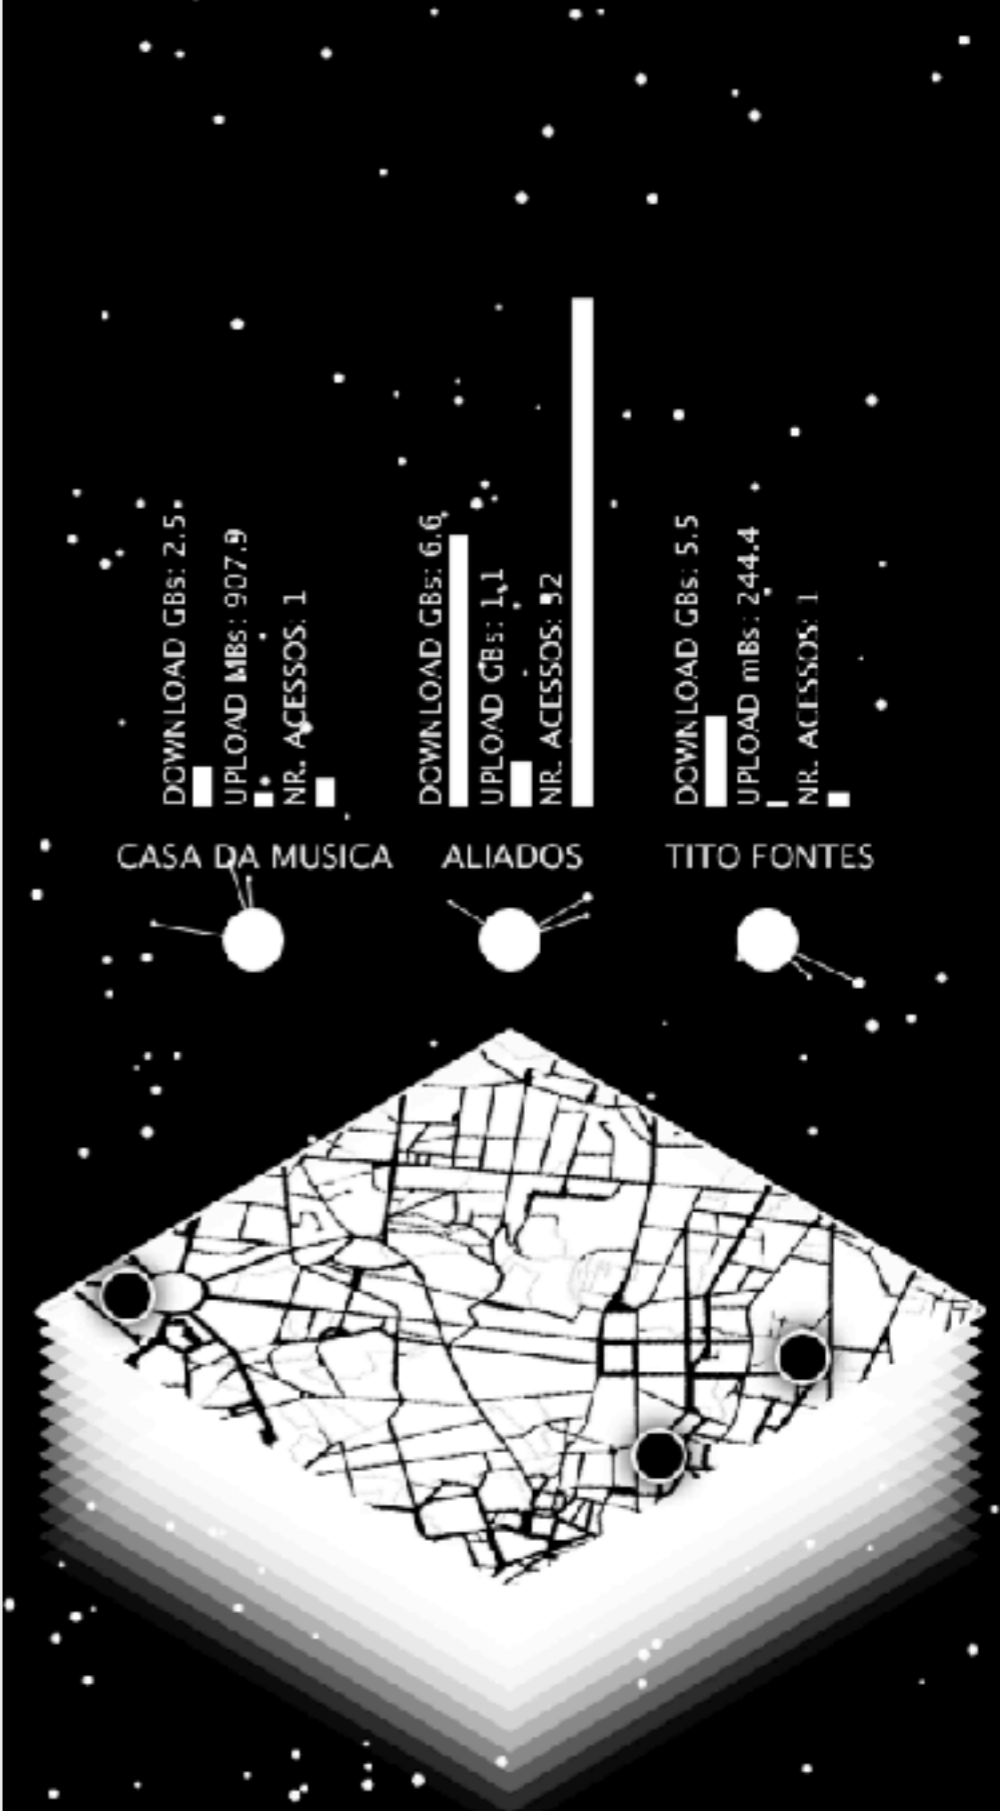 DOWNLOAD GBs: 2.5
UPLOAD MBs: 907.9
NR. ACESSOS: 1
CASA DA MUSICA
DOWNLOAD GBs: 6.6
UPLOAD GBs: 1.1
NR. ACESSOS: 32
ALIADOS
DOWNLOAD GBs: 5.5
UPLOAD mBs: 244.4
NR. ACESSOS: 1
TITO FONTES